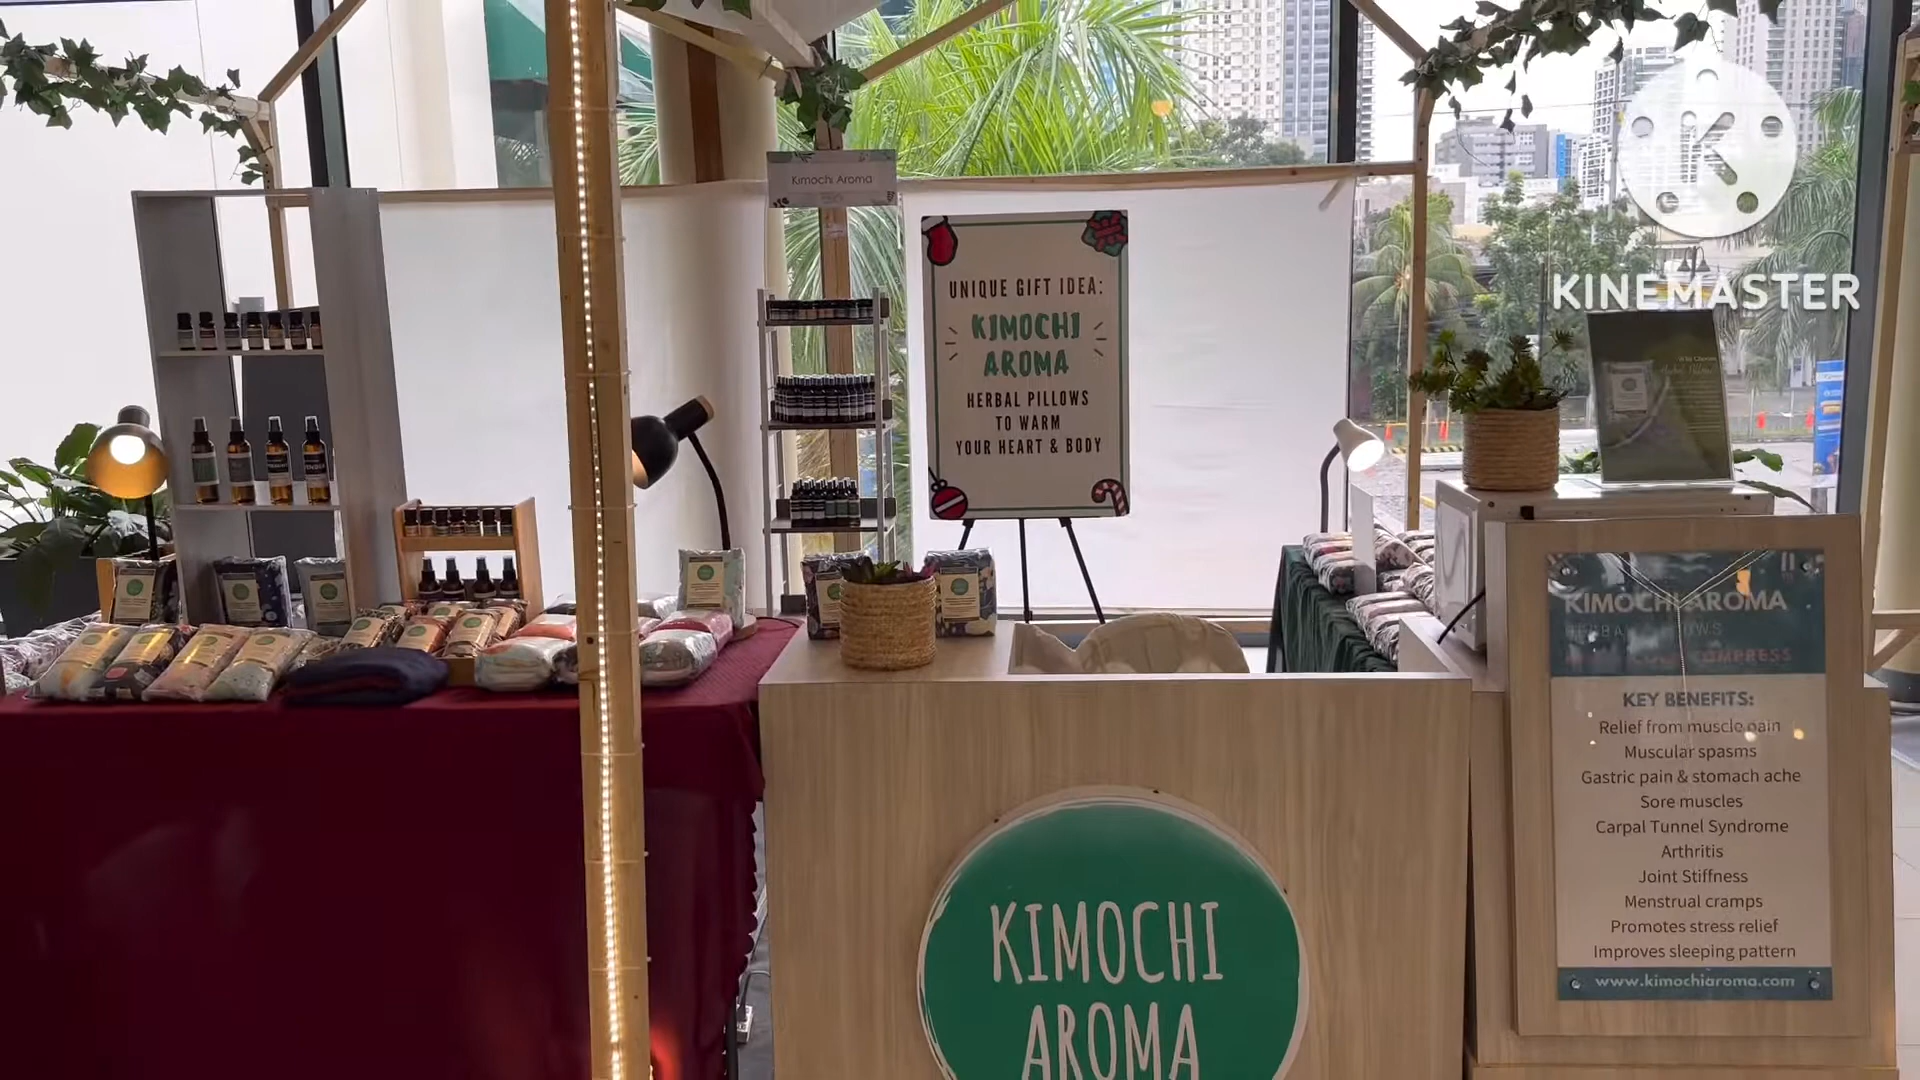 Kimochi Aroma
UNIQUE GIFT IDEA:
KIMOCHI
AROMA
HERBAL PILLOWS
TO WARM
YOUR HEART & BODY
KINEMASTER
KIMOCHI AROMA
COMPRESS
KEY BENEFITS:
Relief from muscle pain
Muscular spasms
Gastric pain & stomach ache
Sore muscles
Carpal Tunnel Syndrome
Arthritis
Joint Stiffness
Menstrual cramps
Promotes stress relief
Improves sleeping pattern
www.kimochiaroma.com
KIMOCHI
AROMA